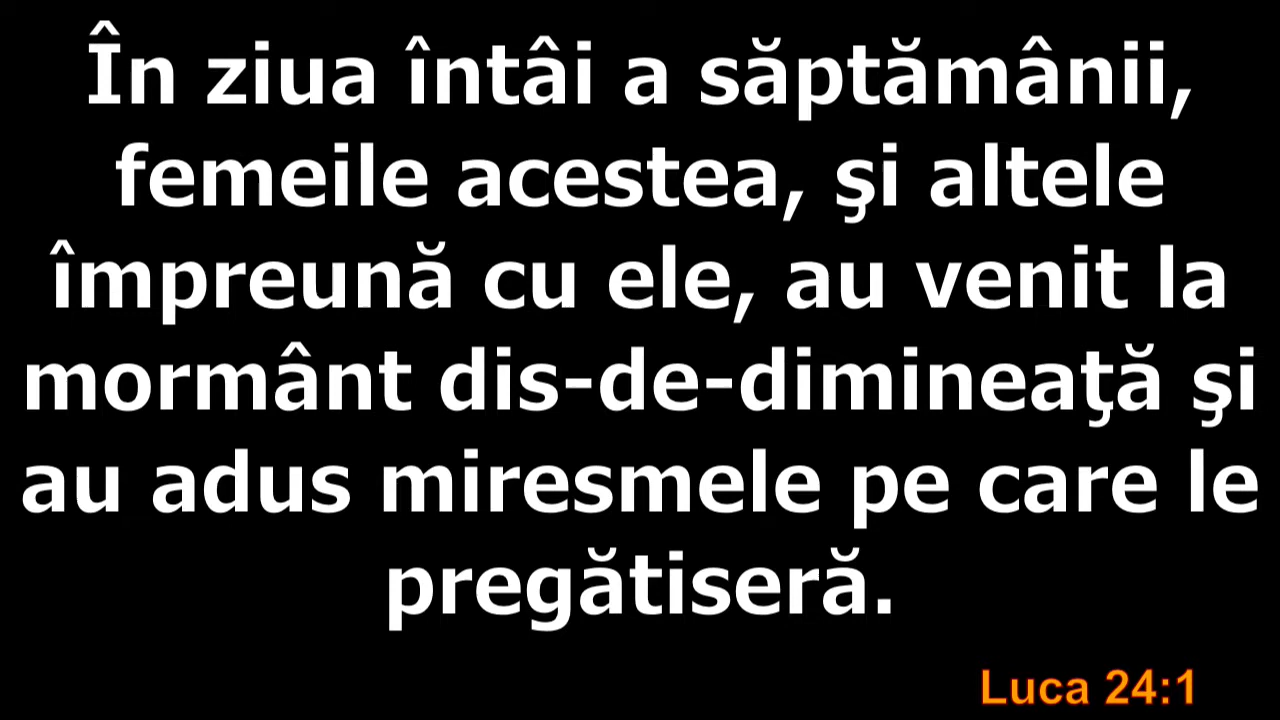 În ziua întâi a săptămânii,
femeile acestea, şi altele
împreună cu ele, au venit la
mormânt dis-de-dimineaţă şi
au adus miresmele pe care le
pregătiseră.
Luca 24:1